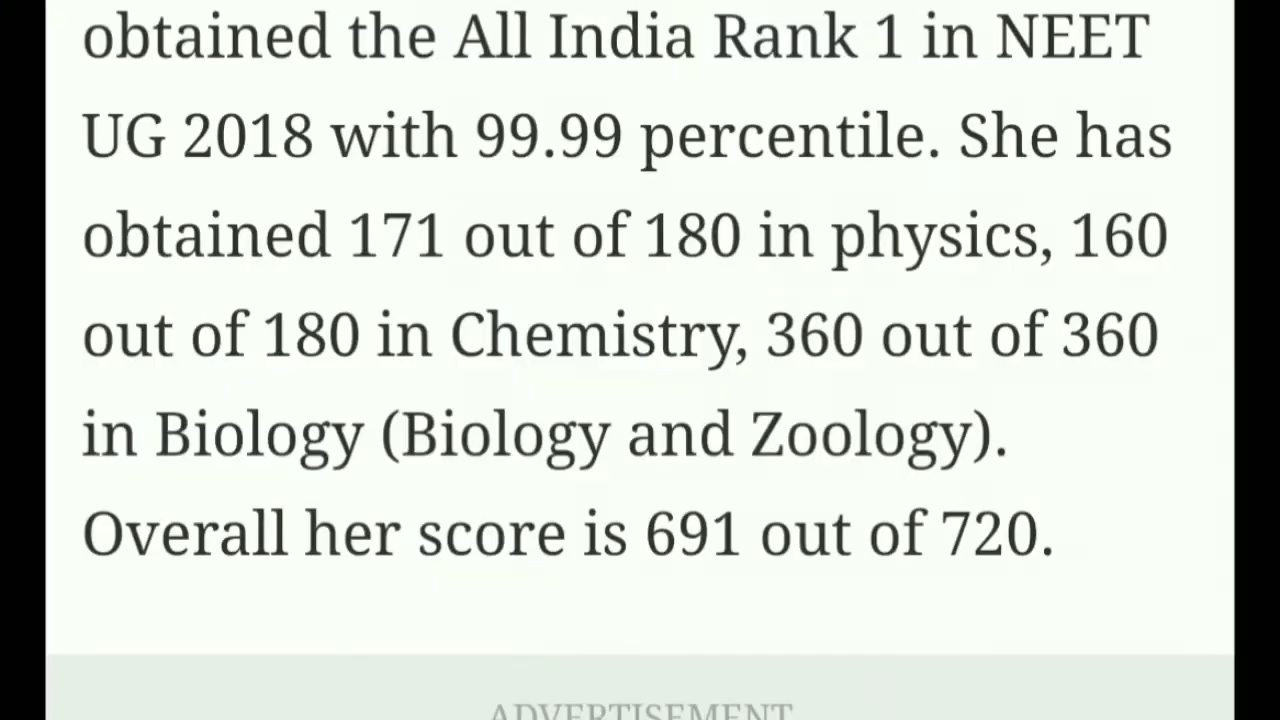 obtained the All India Rank 1 in NEET
UG 2018 with 99.99 percentile. She has
obtained 171 out of 180 in physics, 160
out of 180 in Chemistry, 360 out of 360
in Biology (Biology and Zoology).
Overall her score is 691 out of 720.
ADVERTISEMENT